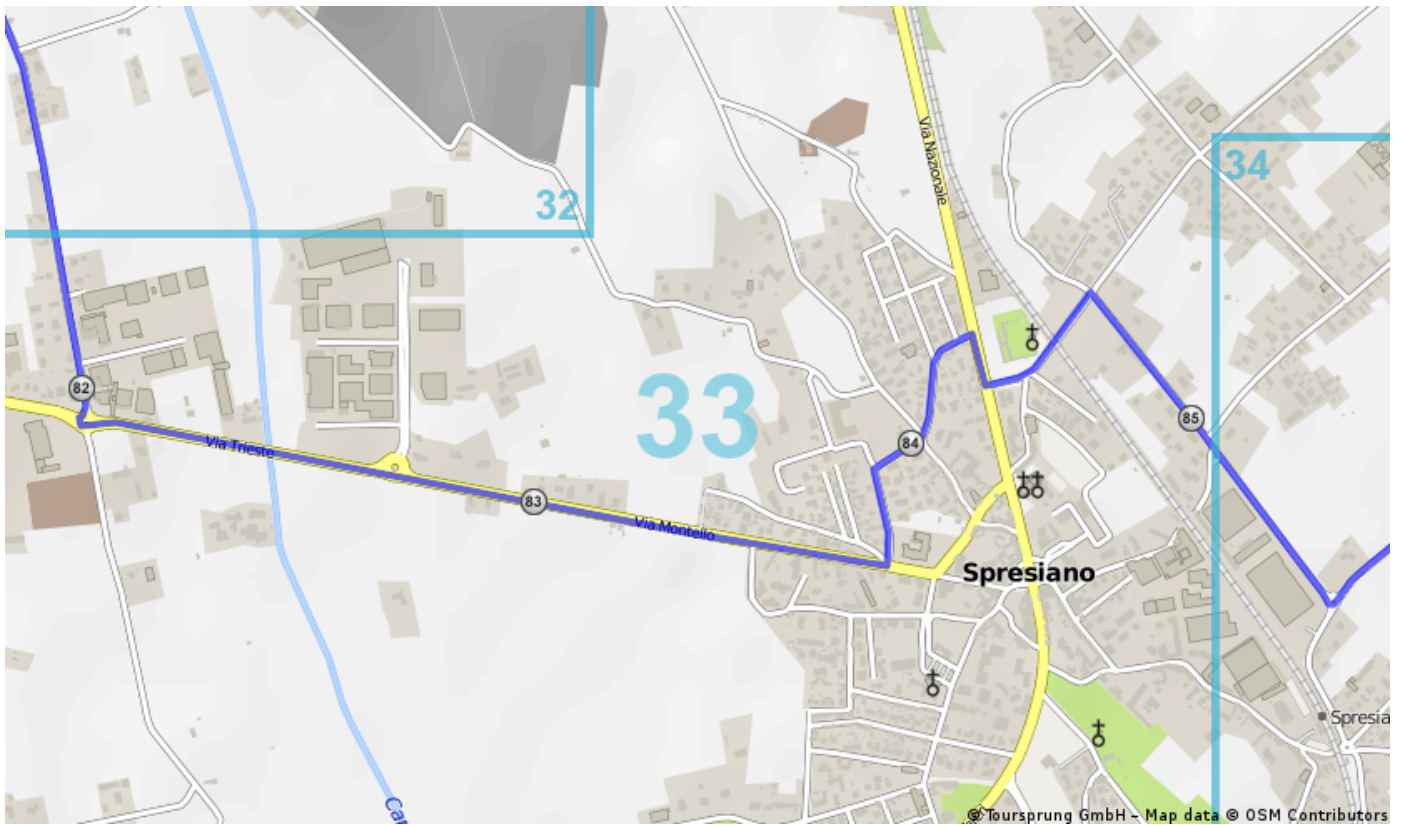 Via Nazionale
34
32
82
33
85
Via Trieste
84
83
Via Montello
Spresiano
Spresia
Car
© Toursprung GmbH – Map data © OSM Contributors